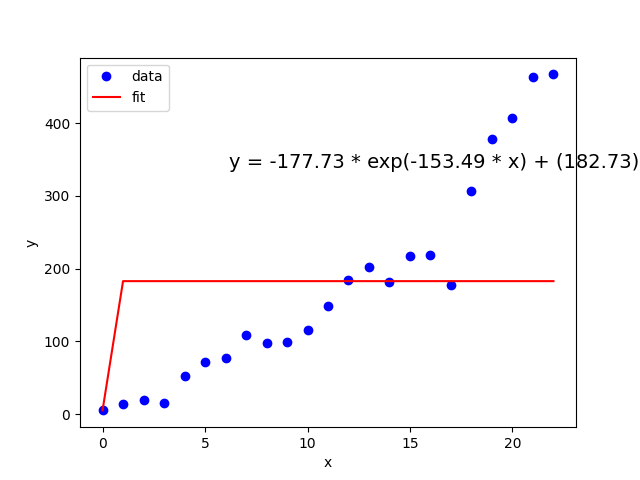 data
fit
y = -177.73 * exp(-153.49 * x) + (182.73)
y
400
300
200
100
0
0 5 10 15 20
x